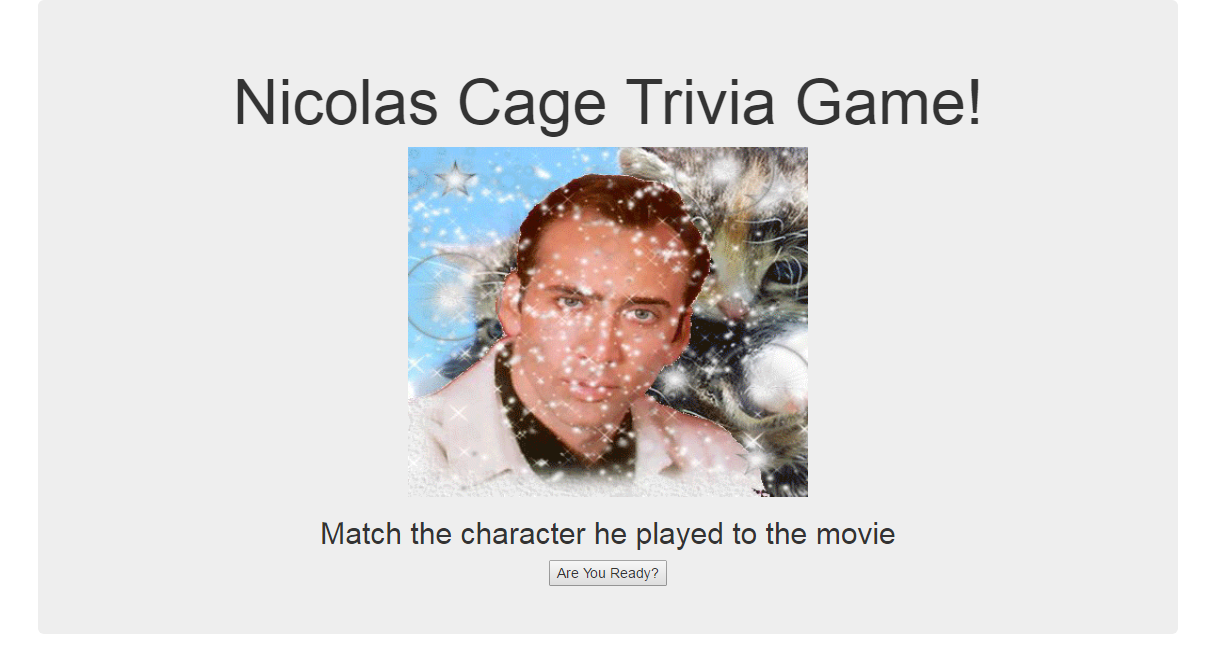 Nicolas Cage Trivia Game!
Match the character he played to the movie
Are You Ready?